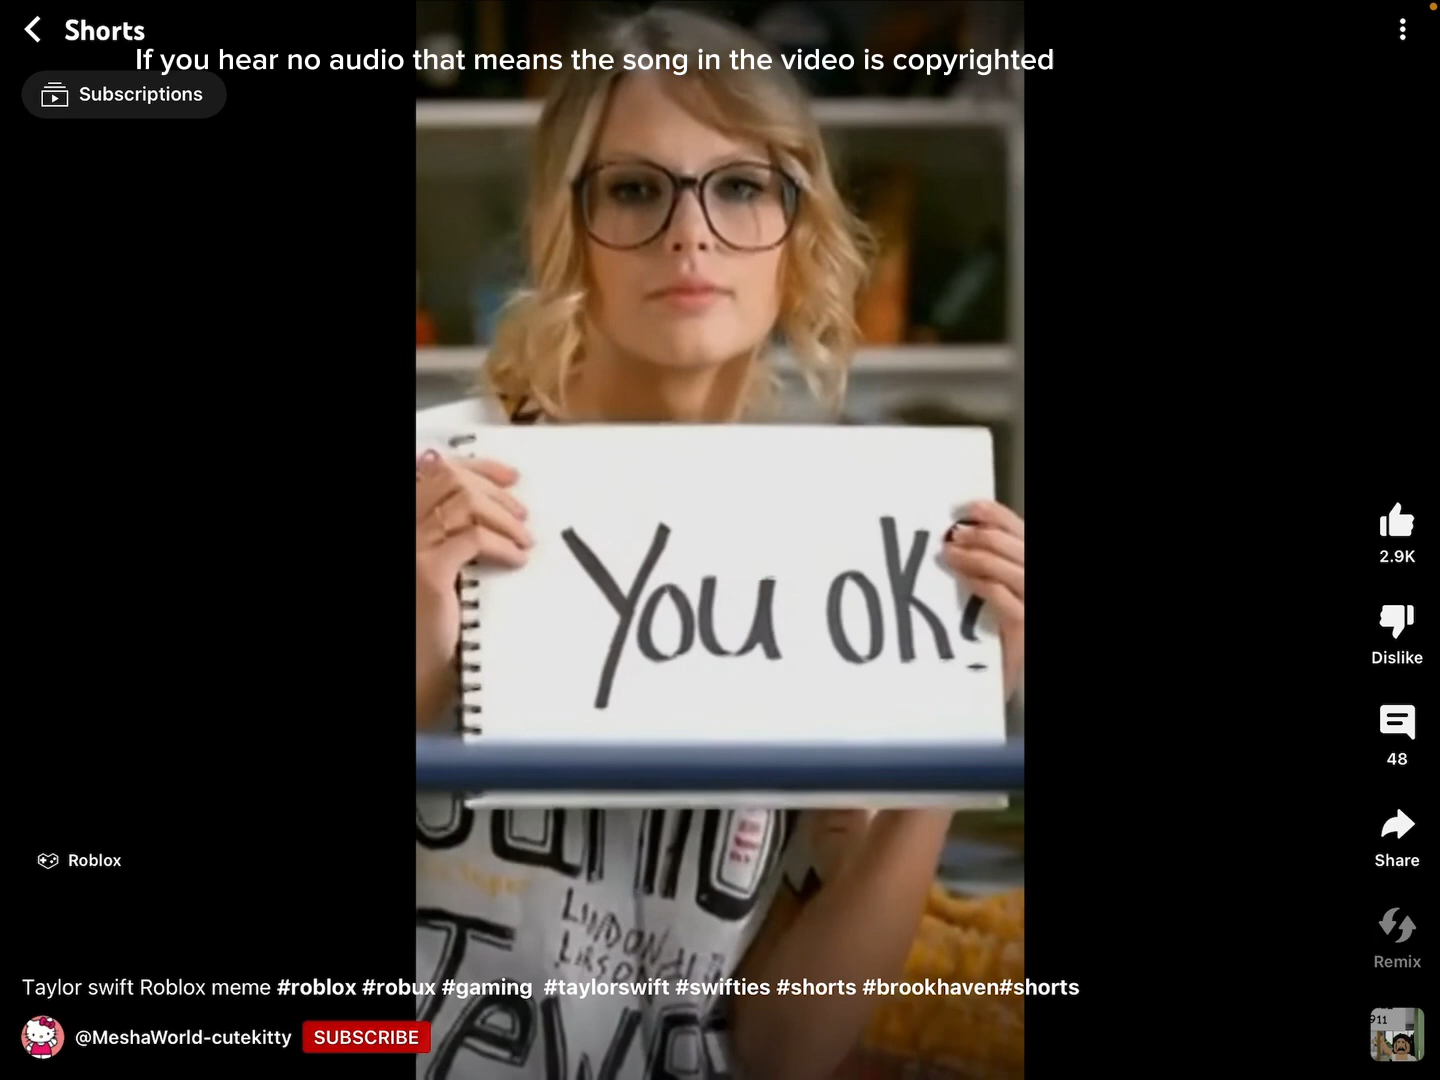 Shorts
If you hear no audio that means the song in the video is copyrighted
Subscriptions
You ok?
2.9K
Dislike
48
Share
Roblox
Remix
LINDON
Taylor swift Roblox meme #roblox #robux #gaming #taylorswift #swifties #shorts #brookhaven#shorts
@MeshaWorld-cutekitty
SUBSCRIBE
911